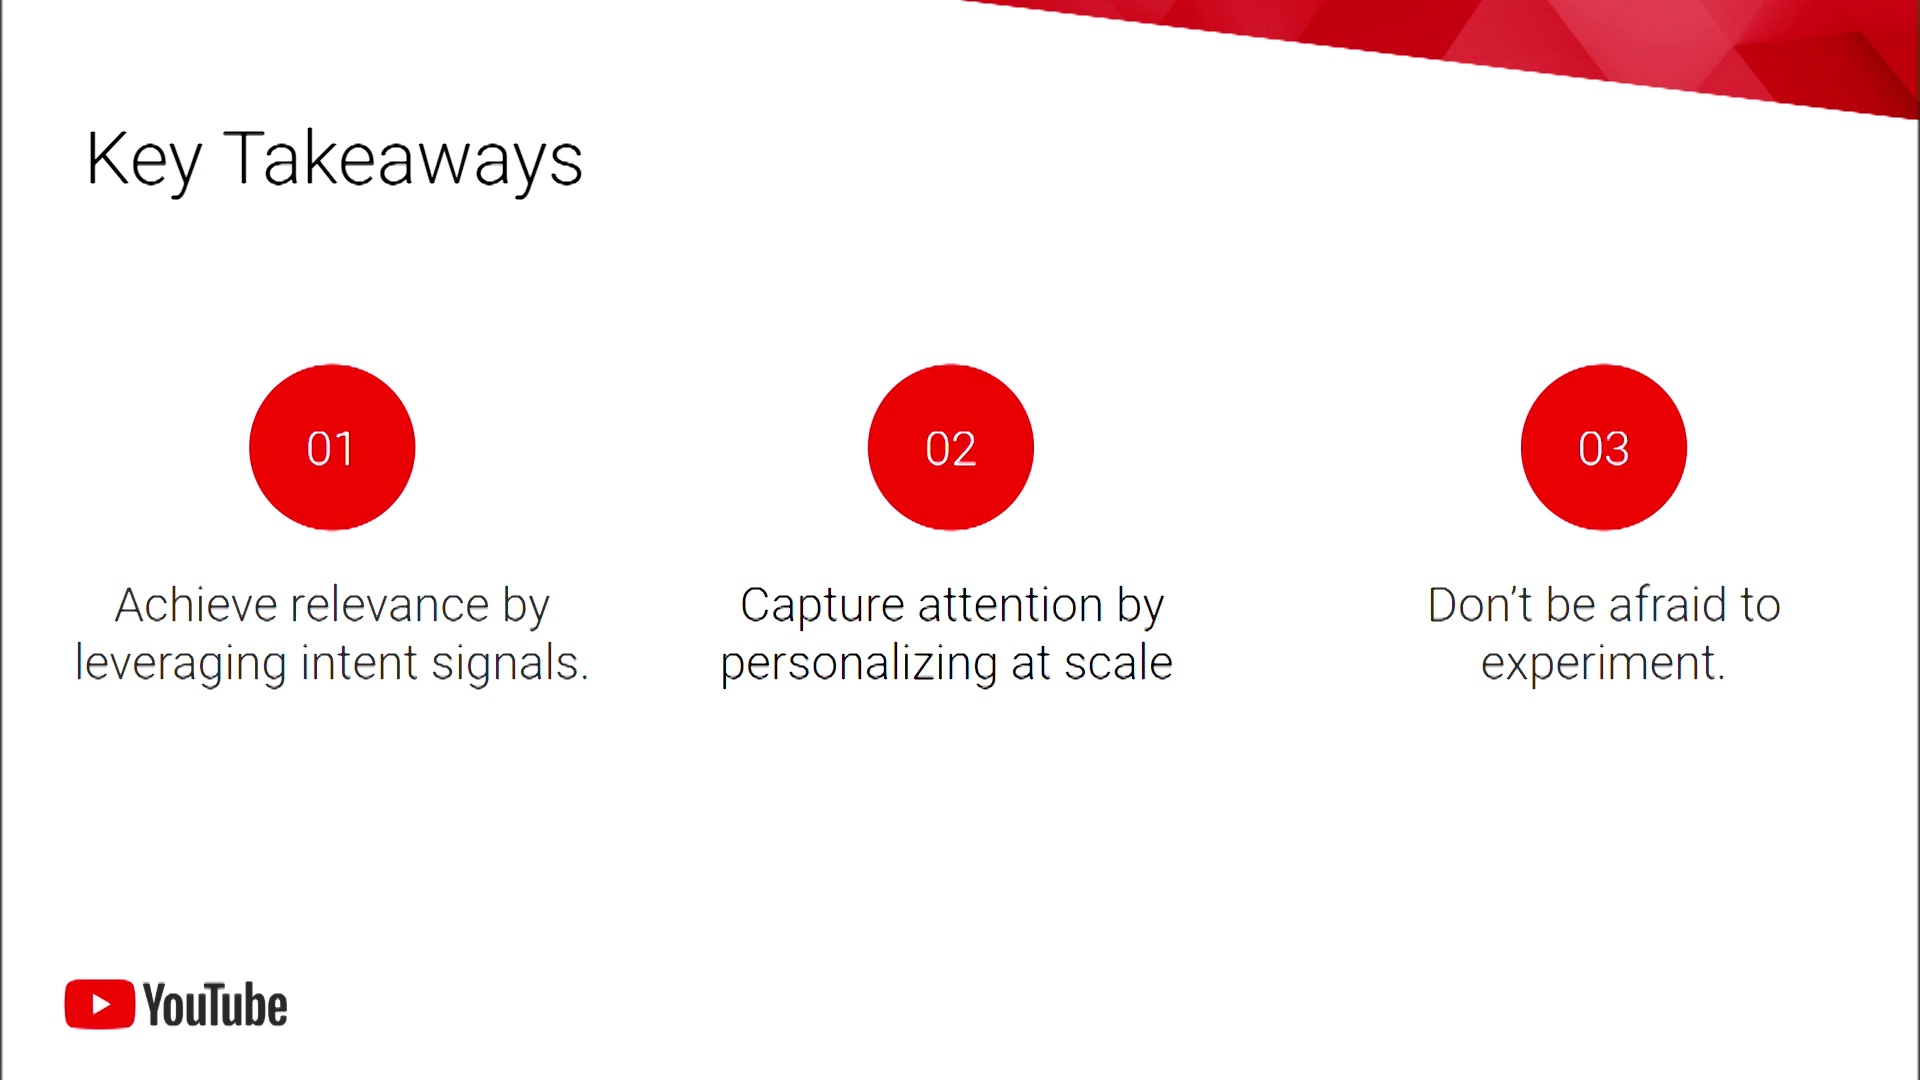 Key Takeaways
01
Achieve relevance by
leveraging intent signals.
02
Capture attention by
personalizing at scale
03
Don’t be afraid to
experiment.
YouTube